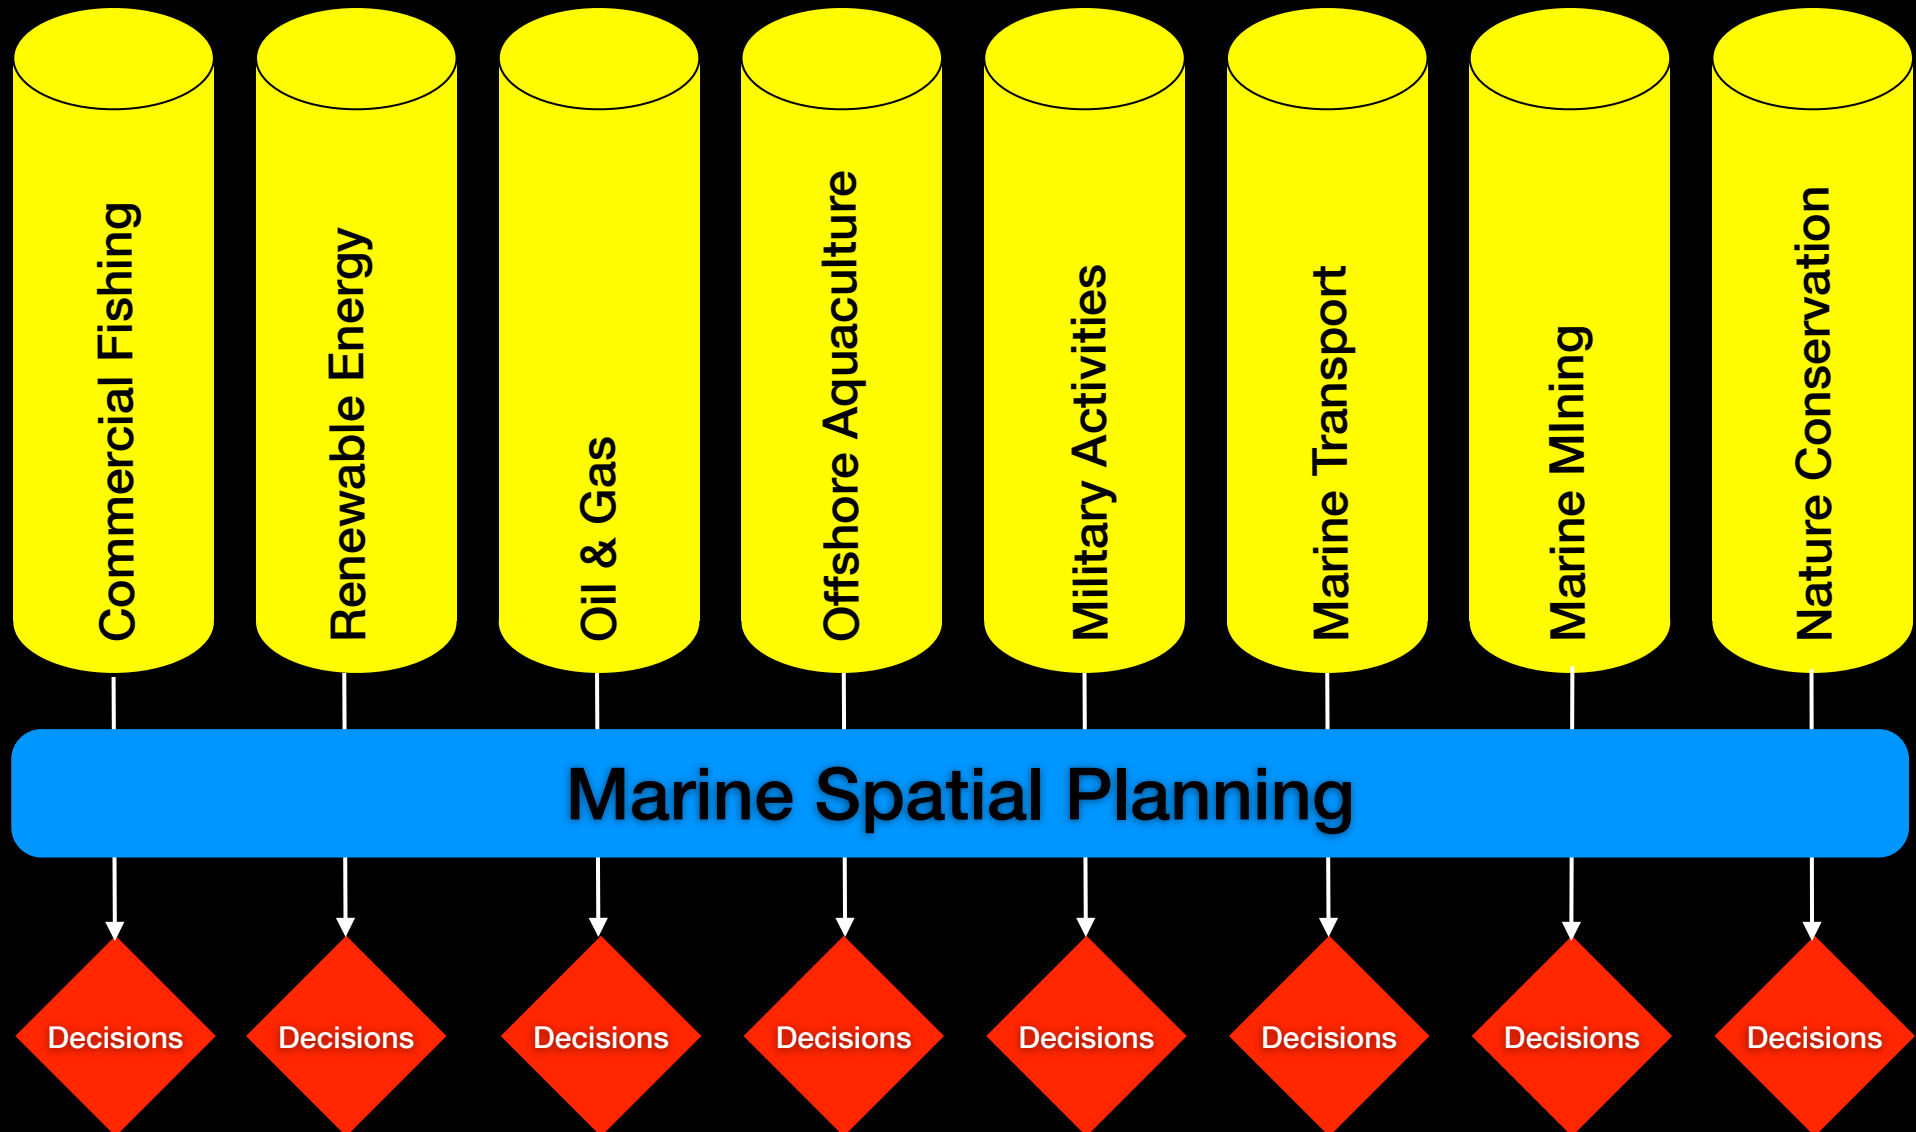 Commercial Fishing
Renewable Energy
Oil & Gas
Offshore Aquaculture
Military Activities
Marine Transport
Marine MIning
Nature Conservation
Marine Spatial Planning
Decisions
Decisions
Decisions
Decisions
Decisions
Decisions
Decisions
Decisions